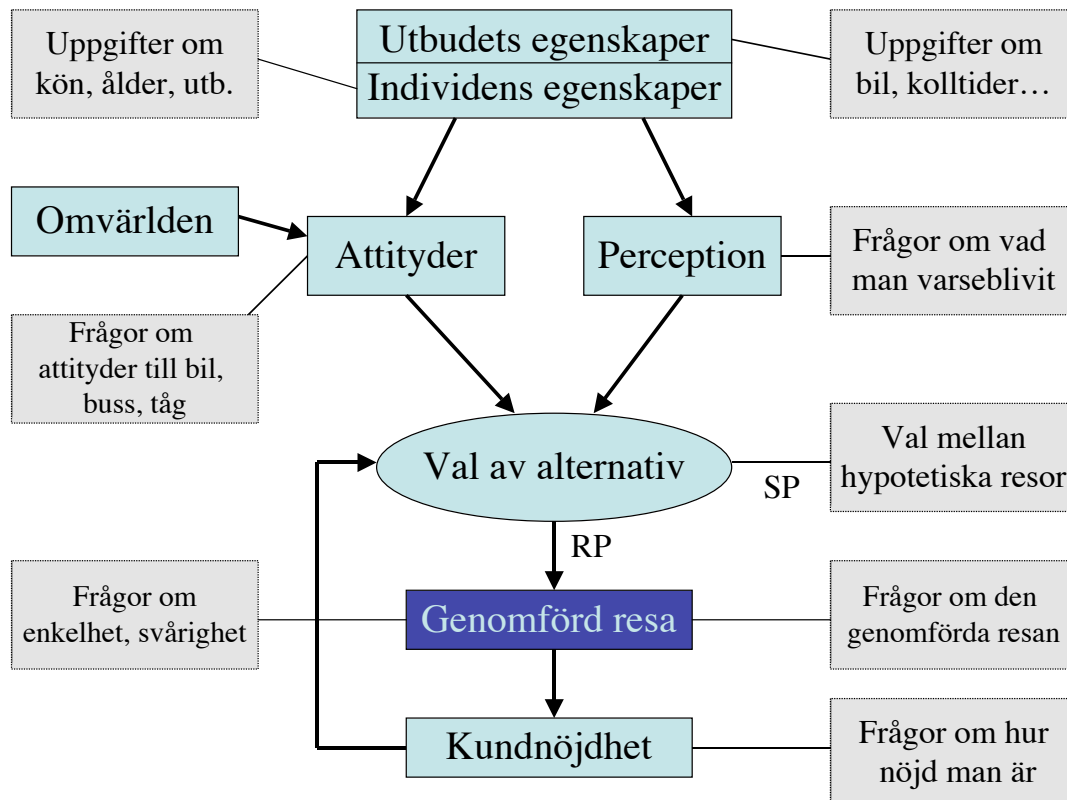 Uppgifter om
kön, ålder, utb.
Utbudets egenskaper
Individens egenskaper
Uppgifter om
bil, kolltider…
Omvärlden
Attityder
Perception
Frågor om vad
man varseblivit
Frågor om
attityder till bil,
buss, tåg
Val av alternativ
SP
Val mellan
hypotetiska resor
RP
Frågor om
enkelhet, svårighet
Genomförd resa
Frågor om den
genomförda resan
Kundnöjdhet
Frågor om hur
nöjd man är